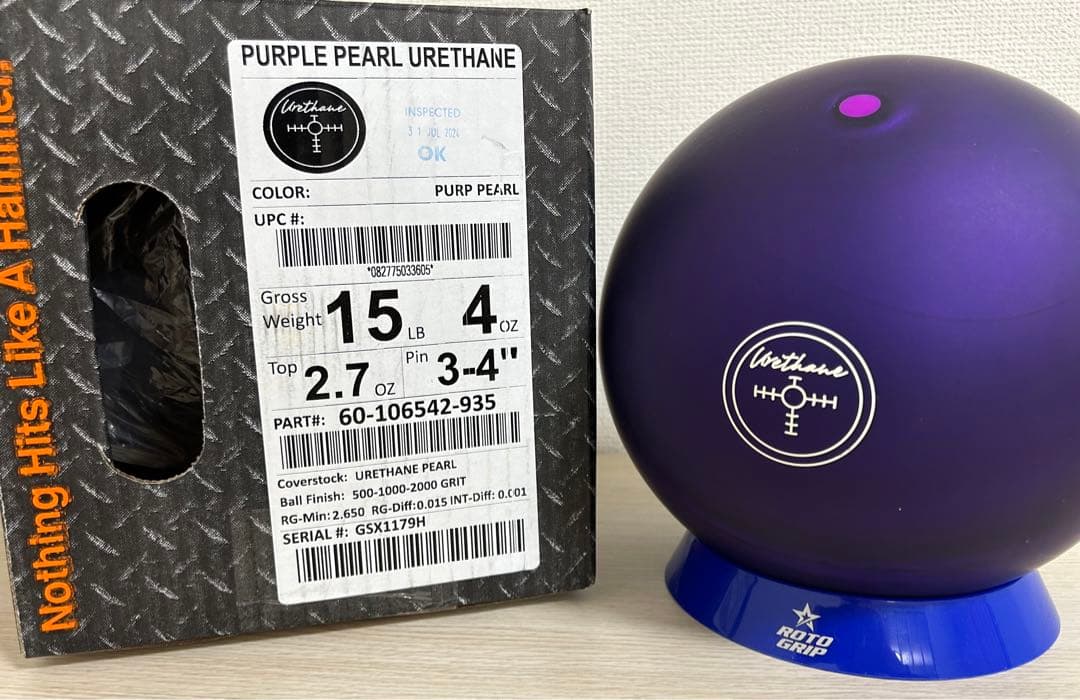 Nothing Hits Like A Hammer.
PURPLE PEARL URETHANE
Urethane
INSPECTED
31 JUL 2024
OK
COLOR: PURP PEARL
UPC #:
*082775033605*
Gross Weight 15 LB 4 OZ
Top 2.7 OZ Pin 3-4"
PART#: 60-106542-935
Coverstock: URETHANE PEARL
Ball Finish: 500-1000-2000 GRIT
RG-Min: 2.650 RG-Diff: 0.015 INT-Diff: 0.001
SERIAL #: GSX1179H
Urethane
ROTO
GRIP